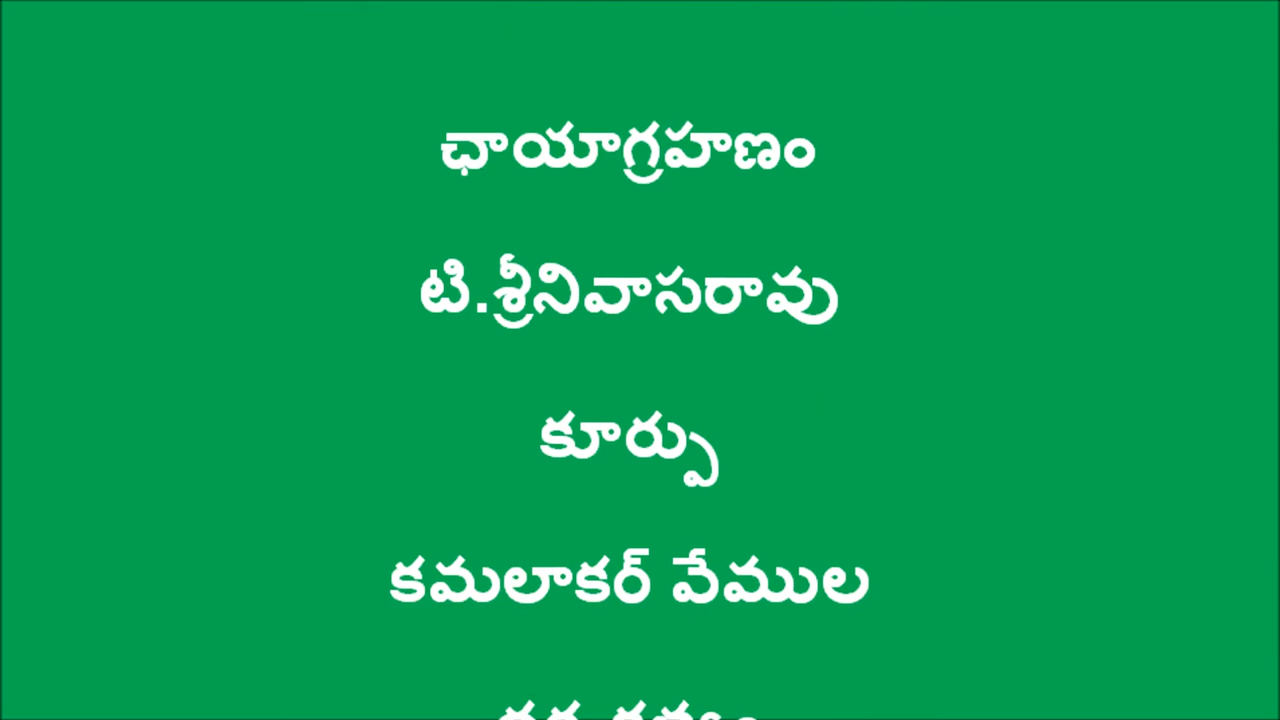 ఛాయాగ్రహణం
టి.శ్రీనివాసరావు
కూర్పు
కమలాకర్ వేముల